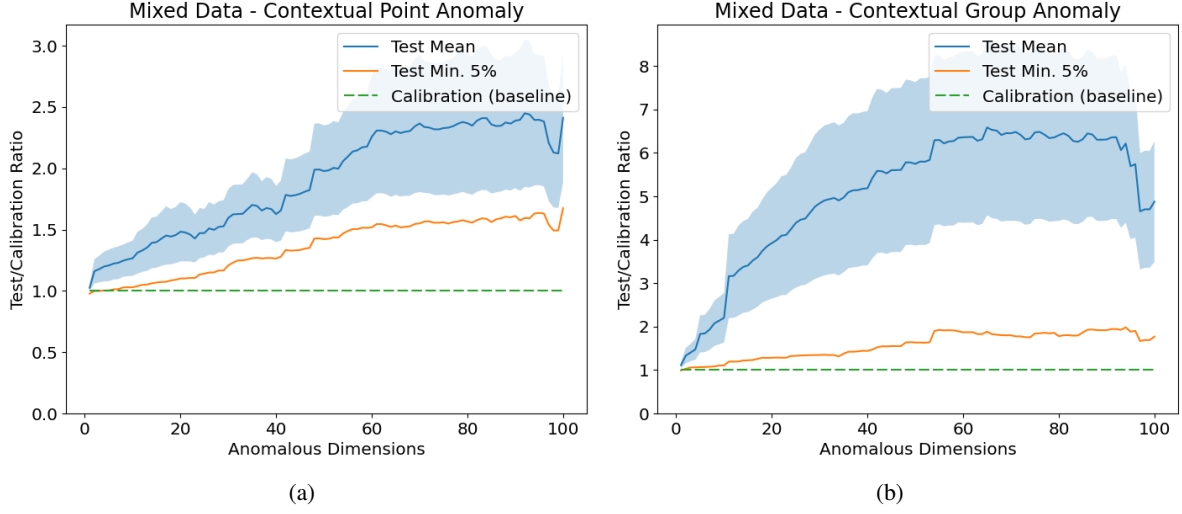 Mixed Data - Contextual Point Anomaly
Test/Calibration Ratio
3.0
2.5
2.0
1.5
1.0
0.5
0.0
Test Mean
Test Min. 5%
Calibration (baseline)
0 20 40 60 80 100
Anomalous Dimensions
(a)
Mixed Data - Contextual Group Anomaly
Test/Calibration Ratio
8
7
6
5
4
3
2
1
0
Test Mean
Test Min. 5%
Calibration (baseline)
0 20 40 60 80 100
Anomalous Dimensions
(b)